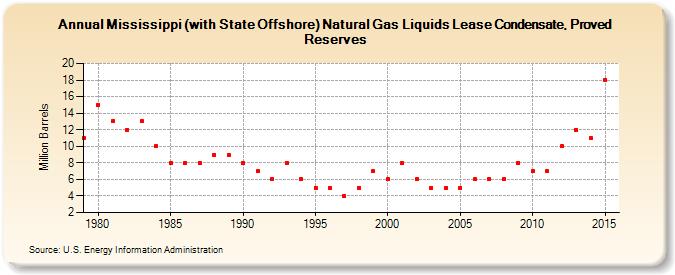 Annual Mississippi (with State Offshore) Natural Gas Liquids Lease Condensate, Proved
Reserves
Million Barrels
20
18
16
14
12
10
8
6
4
2
1980 1985 1990 1995 2000 2005 2010 2015
Source: U.S. Energy Information Administration